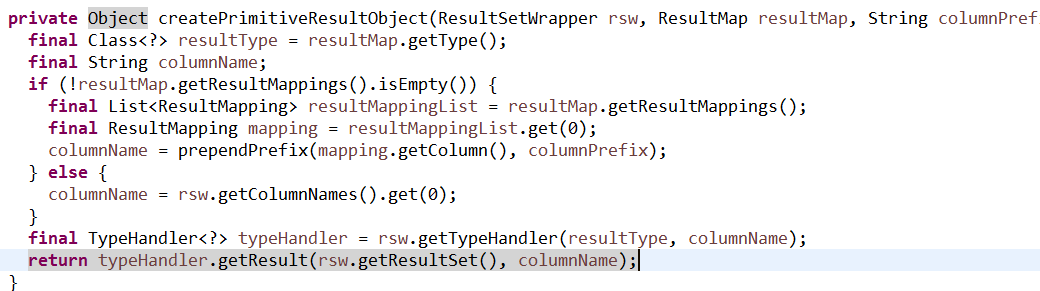 private Object createPrimitiveResultObject(ResultSetWrapper rsw, ResultMap resultMap, String columnPrefi
  final Class<?> resultType = resultMap.getType();
  final String columnName;
  if (!resultMap.getResultMappings().isEmpty()) {
    final List<ResultMapping> resultMappingList = resultMap.getResultMappings();
    final ResultMapping mapping = resultMappingList.get(0);
    columnName = prependPrefix(mapping.getColumn(), columnPrefix);
  } else {
    columnName = rsw.getColumnNames().get(0);
  }
  final TypeHandler<?> typeHandler = rsw.getTypeHandler(resultType, columnName);
  return typeHandler.getResult(rsw.getResultSet(), columnName);
}